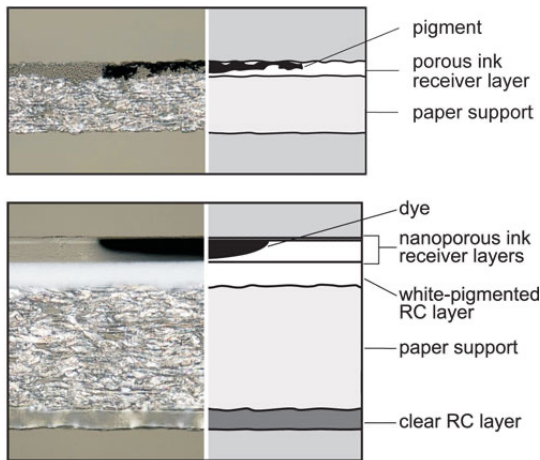 pigment
porous ink
receiver layer
paper support
dye
nanoporous ink
receiver layers
white-pigmented
RC layer
paper support
clear RC layer